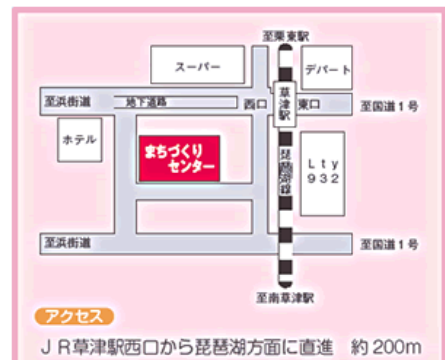 至栗東駅
スーパー
デパート
至浜街道
地下道路
西口
草津駅
東口
至国道1号
ホテル
まちづくり
センター
琵琶湖線
Lty
932
至浜街道
至国道1号
至南草津駅
アクセス
JR草津駅西口から琵琶湖方面に直進 約200m